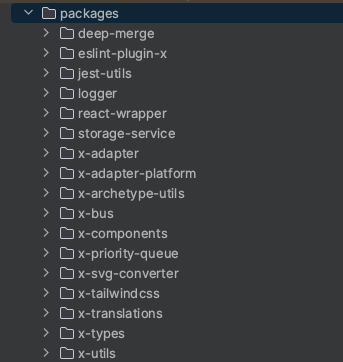 packages
deep-merge
eslint-plugin-x
jest-utils
logger
react-wrapper
storage-service
x-adapter
x-adapter-platform
x-archetype-utils
x-bus
x-components
x-priority-queue
x-svg-converter
x-tailwindcss
x-translations
x-types
x-utils